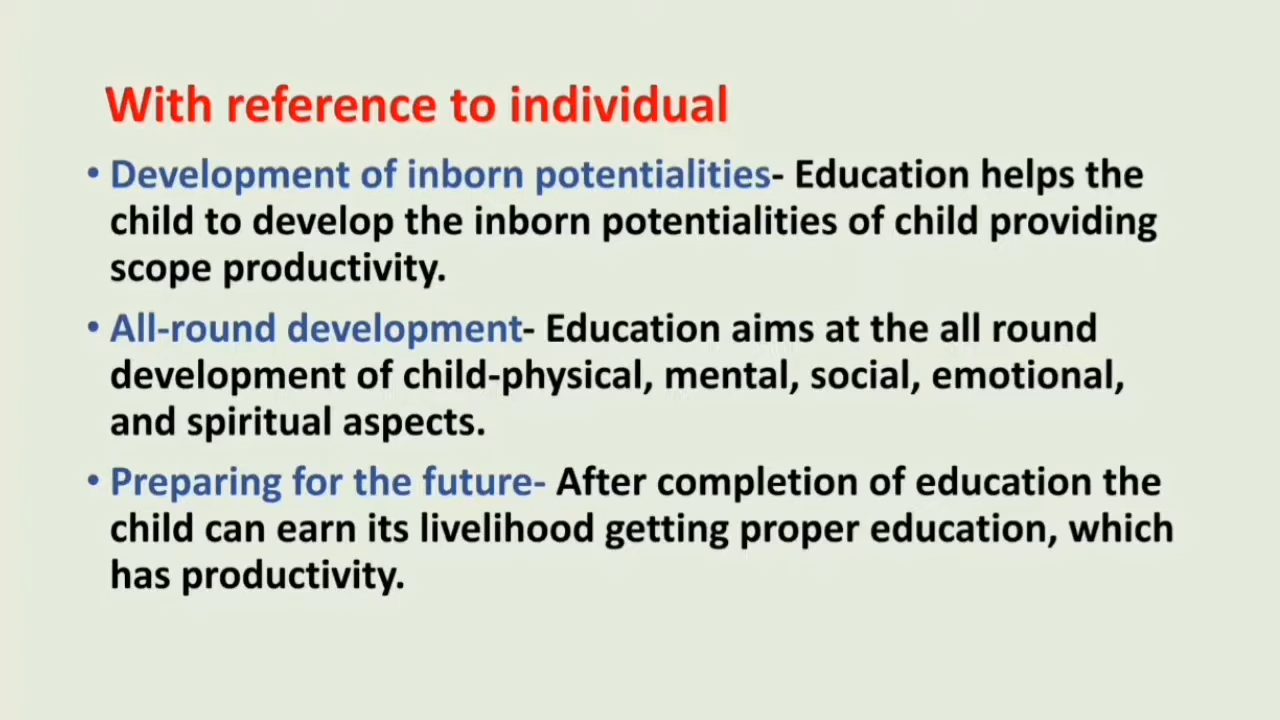 With reference to individual
• Development of inborn potentialities- Education helps the
child to develop the inborn potentialities of child providing
scope productivity.
• All-round development- Education aims at the all round
development of child-physical, mental, social, emotional,
and spiritual aspects.
• Preparing for the future- After completion of education the
child can earn its livelihood getting proper education, which
has productivity.